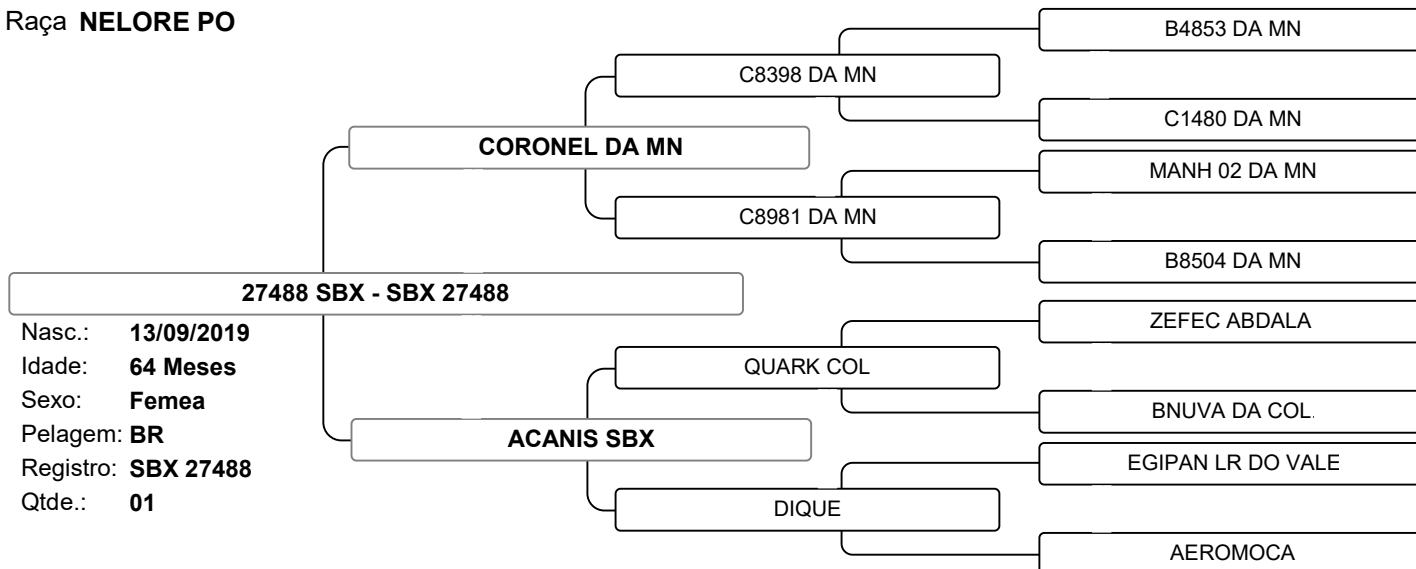 Raça NELORE PO
B4853 DA MN
C8398 DA MN
C1480 DA MN
CORONEL DA MN
MANH 02 DA MN
C8981 DA MN
B8504 DA MN
27488 SBX - SBX 27488
Nasc.: 13/09/2019
Idade: 64 Meses
Sexo: Femea
Pelagem: BR
Registro: SBX 27488
Qtde.: 01
ZEFEC ABDALA
QUARK COL
BNUVA DA COL.
ACANIS SBX
EGIPAN LR DO VALE
DIQUE
AEROMOCA